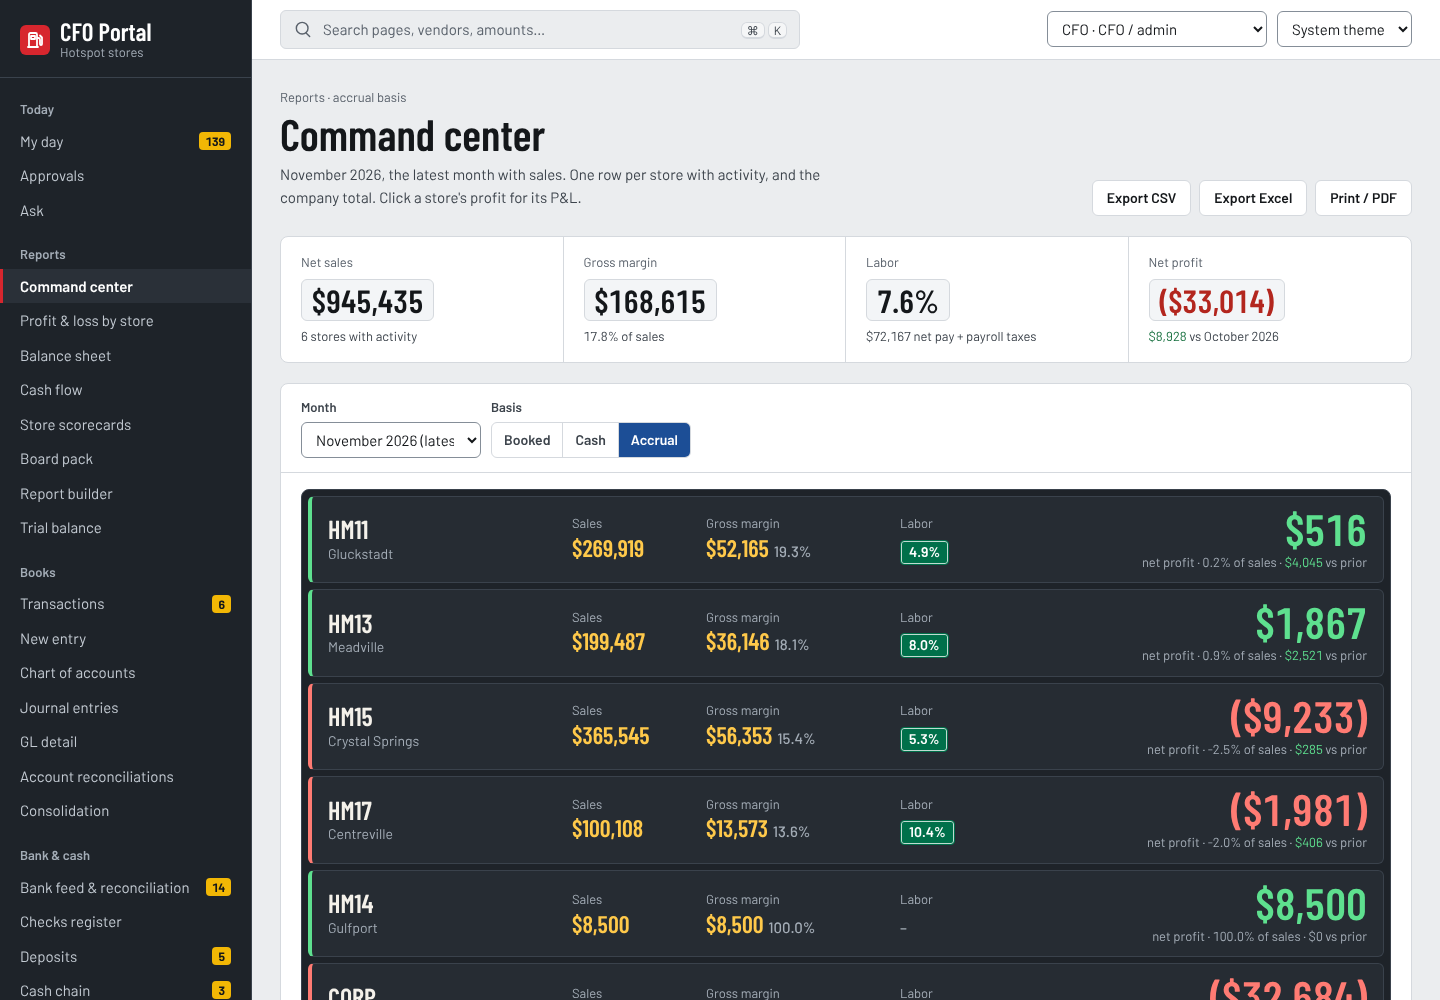 CFO Portal
Hotspot stores
Search pages, vendors, amounts...
⌘ K
CFO · CFO / admin
System theme
Today
My day 139
Approvals
Ask
Reports
Command center
Profit & loss by store
Balance sheet
Cash flow
Store scorecards
Board pack
Report builder
Trial balance
Books
Transactions 6
New entry
Chart of accounts
Journal entries
GL detail
Account reconciliations
Consolidation
Bank & cash
Bank feed & reconciliation 14
Checks register
Deposits 5
Cash chain 3
Reports · accrual basis
Command center
November 2026, the latest month with sales. One row per store with activity, and the
company total. Click a store's profit for its P&L.
Export CSV
Export Excel
Print / PDF
Net sales
$945,435
6 stores with activity
Gross margin
$168,615
17.8% of sales
Labor
7.6%
$72,167 net pay + payroll taxes
Net profit
($33,014)
$8,928 vs October 2026
Month
November 2026 (lates
Basis
Booked Cash Accrual
HM11
Gluckstadt
Sales
$269,919
Gross margin
$52,165 19.3%
Labor
4.9%
$516
net profit · 0.2% of sales · $4,045 vs prior
HM13
Meadville
Sales
$199,487
Gross margin
$36,146 18.1%
Labor
8.0%
$1,867
net profit · 0.9% of sales · $2,521 vs prior
HM15
Crystal Springs
Sales
$365,545
Gross margin
$56,353 15.4%
Labor
5.3%
($9,233)
net profit · -2.5% of sales · $285 vs prior
HM17
Centreville
Sales
$100,108
Gross margin
$13,573 13.6%
Labor
10.4%
($1,981)
net profit · -2.0% of sales · $406 vs prior
HM14
Gulfport
Sales
$8,500
Gross margin
$8,500 100.0%
Labor
–
$8,500
net profit · 100.0% of sales · $0 vs prior
CORP
Sales
Gross margin
Labor
($32,684)